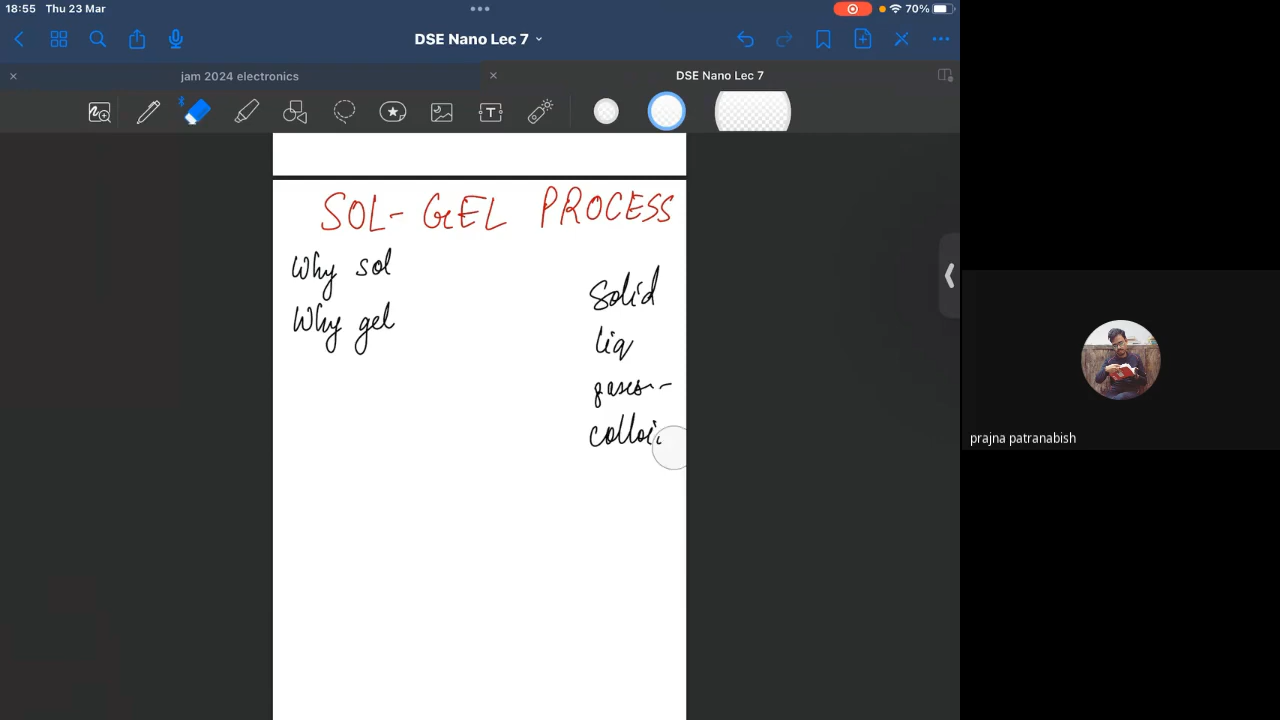 18:55 Thu 23 Mar
70%
DSE Nano Lec 7
jam 2024 electronics
DSE Nano Lec 7
T
SOL-GEL PROCESS
Why sol
Why gel
Solid
liq
gases-
colloi
prajna patranabish